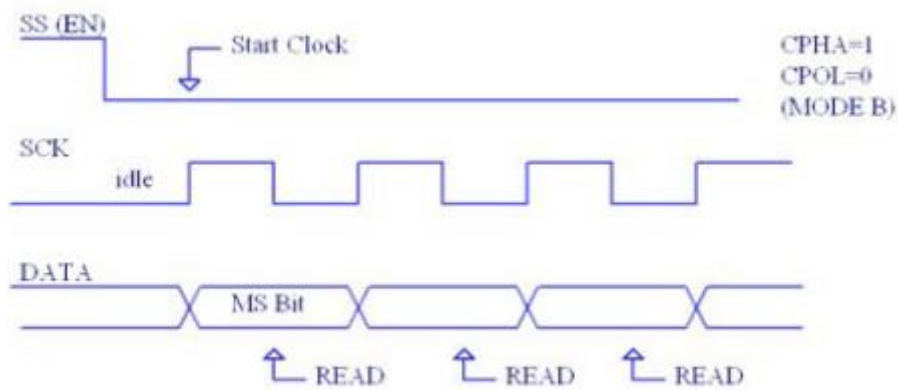 SS (EN)
Start Clock
CPHA=1
CPOL=0
(MODE B)
SCK
idle
DATA
MS Bit
READ
READ
READ